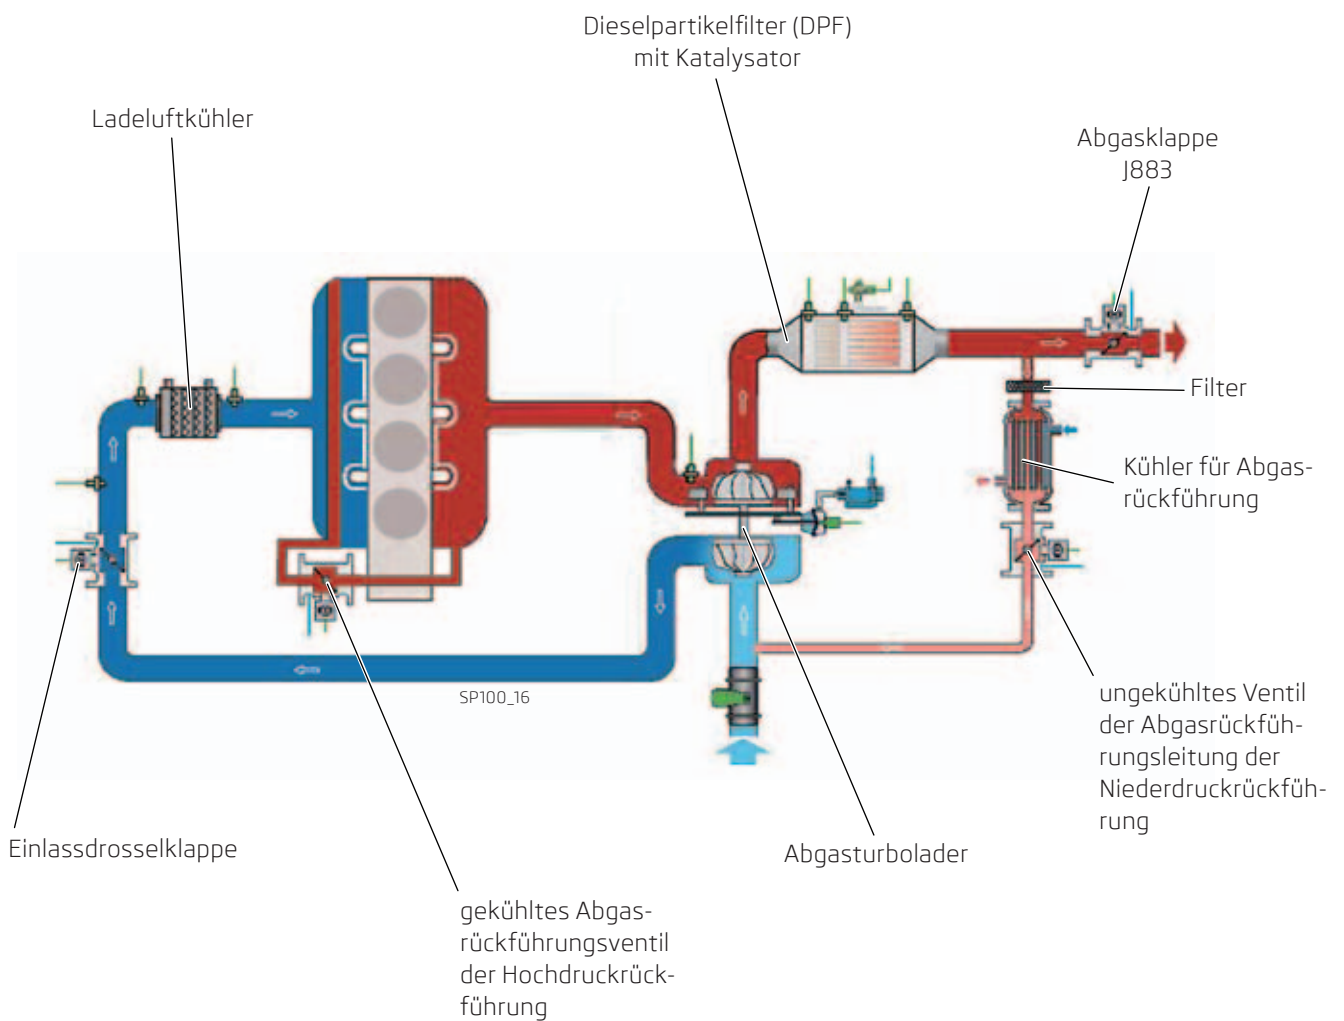 Dieselpartikelfilter (DPF)
mit Katalysator
Ladeluftkühler
Abgasklappe
J883
Filter
Kühler für Abgas-
rückführung
SP100_16
ungekühltes Ventil
der Abgasrückfüh-
rungsleitung der
Niederdruckrückfüh-
rung
Einlassdrosselklappe
Abgasturbolader
gekühltes Abgas-
rückführungsventil
der Hochdruckrück-
führung